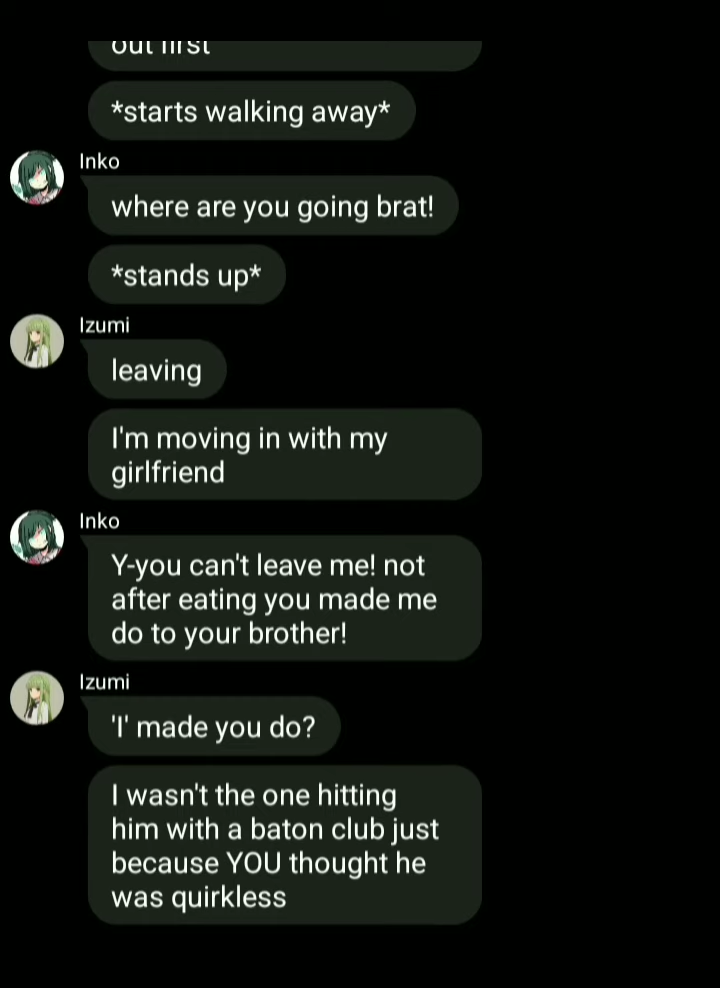 out first
*starts walking away*
Inko
where are you going brat!
*stands up*
Izumi
leaving
I'm moving in with my
girlfriend
Inko
Y-you can't leave me! not
after eating you made me
do to your brother!
Izumi
'I' made you do?
I wasn't the one hitting
him with a baton club just
because YOU thought he
was quirkless